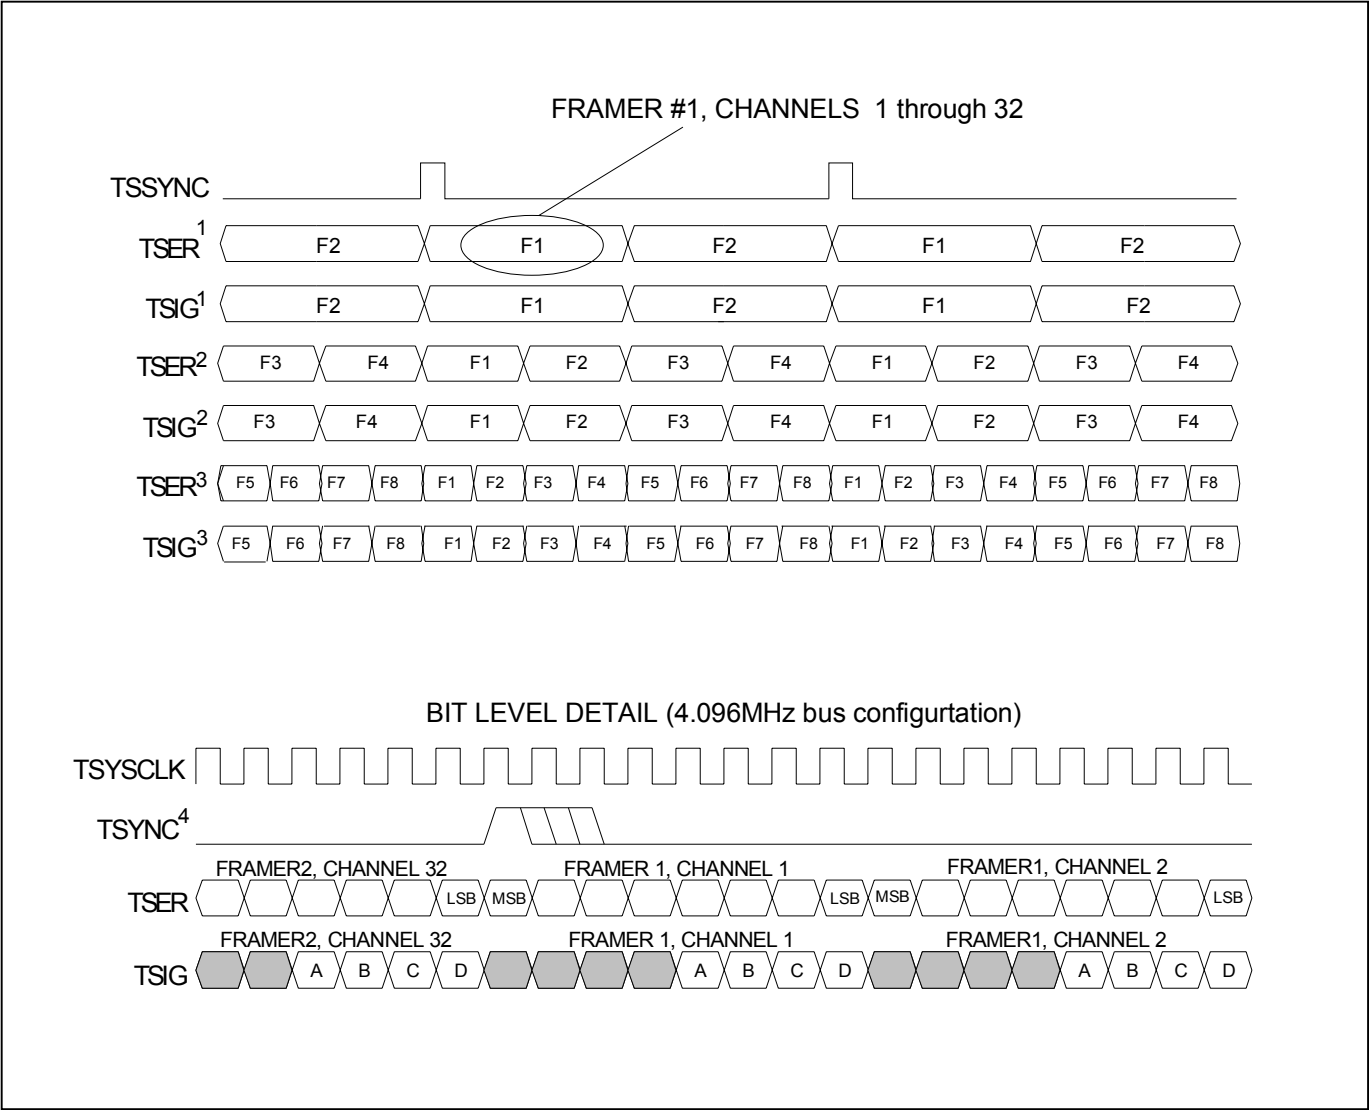 FRAMER #1, CHANNELS 1 through 32
TSSYNC
TSER1 F2 F1 F2 F1 F2
TSIG1 F2 F1 F2 F1 F2
TSER2 F3 F4 F1 F2 F3 F4 F1 F2 F3 F4
TSIG2 F3 F4 F1 F2 F3 F4 F1 F2 F3 F4
TSER3 F5 F6 F7 F8 F1 F2 F3 F4 F5 F6 F7 F8 F1 F2 F3 F4 F5 F6 F7 F8
TSIG3 F5 F6 F7 F8 F1 F2 F3 F4 F5 F6 F7 F8 F1 F2 F3 F4 F5 F6 F7 F8
BIT LEVEL DETAIL (4.096MHz bus configurtation)
TSYSCLK
TSYNC4
FRAMER2, CHANNEL 32 FRAMER 1, CHANNEL 1 FRAMER1, CHANNEL 2
TSER LSB MSB LSB MSB LSB
FRAMER2, CHANNEL 32 FRAMER 1, CHANNEL 1 FRAMER1, CHANNEL 2
TSIG A B C D A B C D A B C D